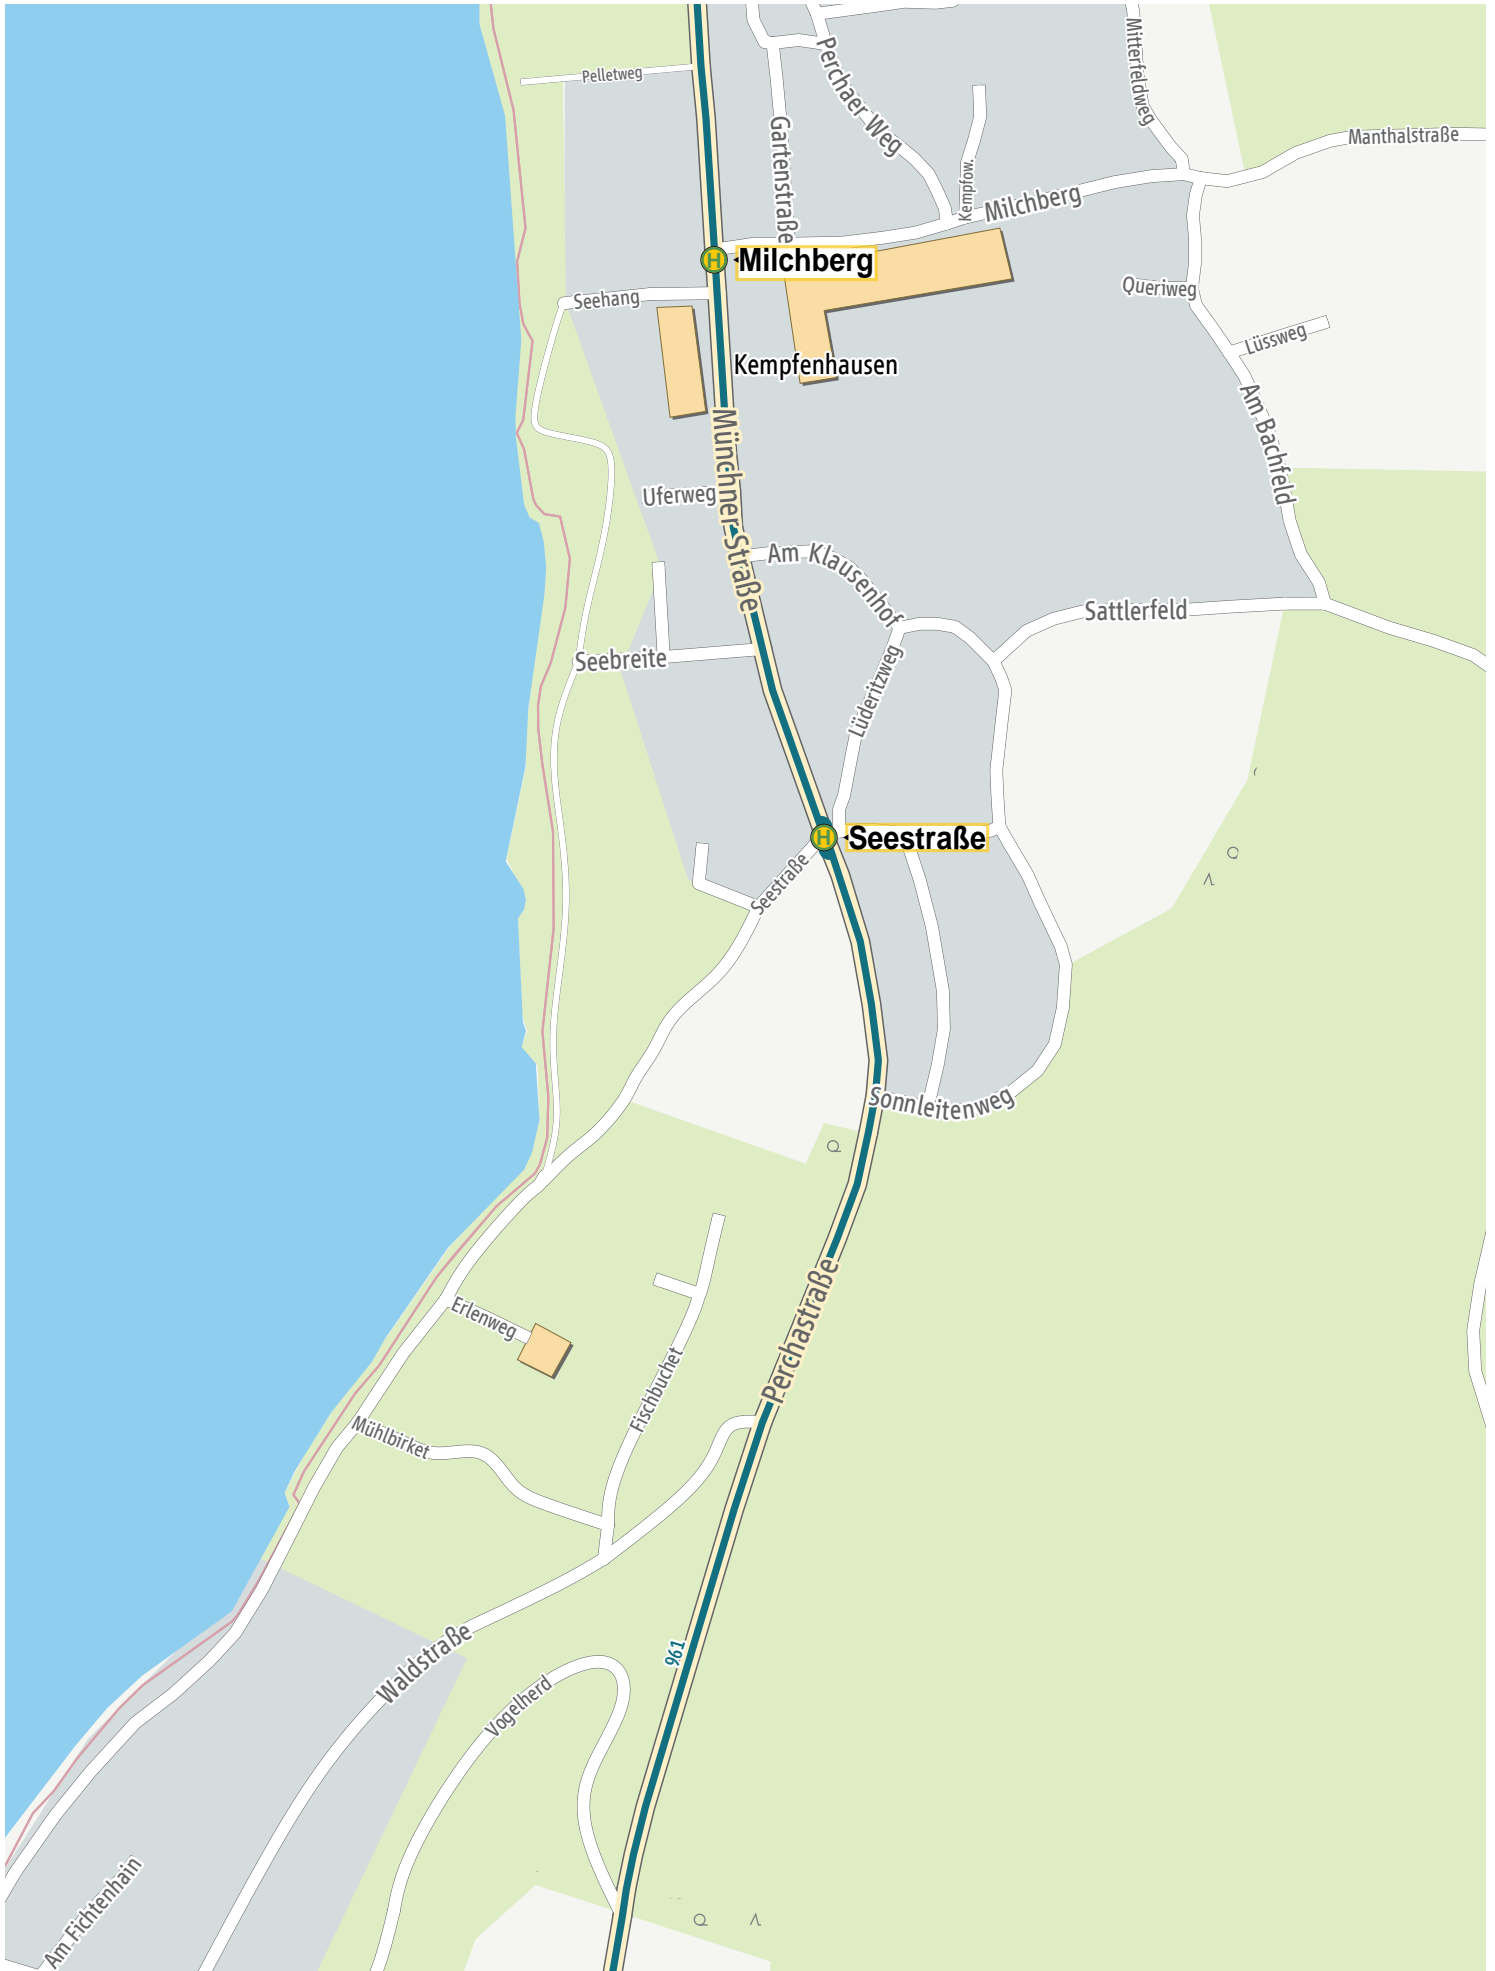 Pelletweg
Perchaer Weg
Mitterfeldweg
Manthalstraße
Gartenstraße
Kempfow.
Milchberg
H
Milchberg
Queriweg
Seehang
Lüssweg
Kempfenhausen
Am Bachfeld
Münchner Straße
Uferweg
Am Klausenhof
Sattlerfeld
Seebreite
Lüderitzweg
H
Seestraße
Seestraße
Sonnleitenweg
Perchastraße
Erlenweg
Fischbuchet
Mühlbirket
Waldstraße
961
Vogelherd
Am Fichtenhain